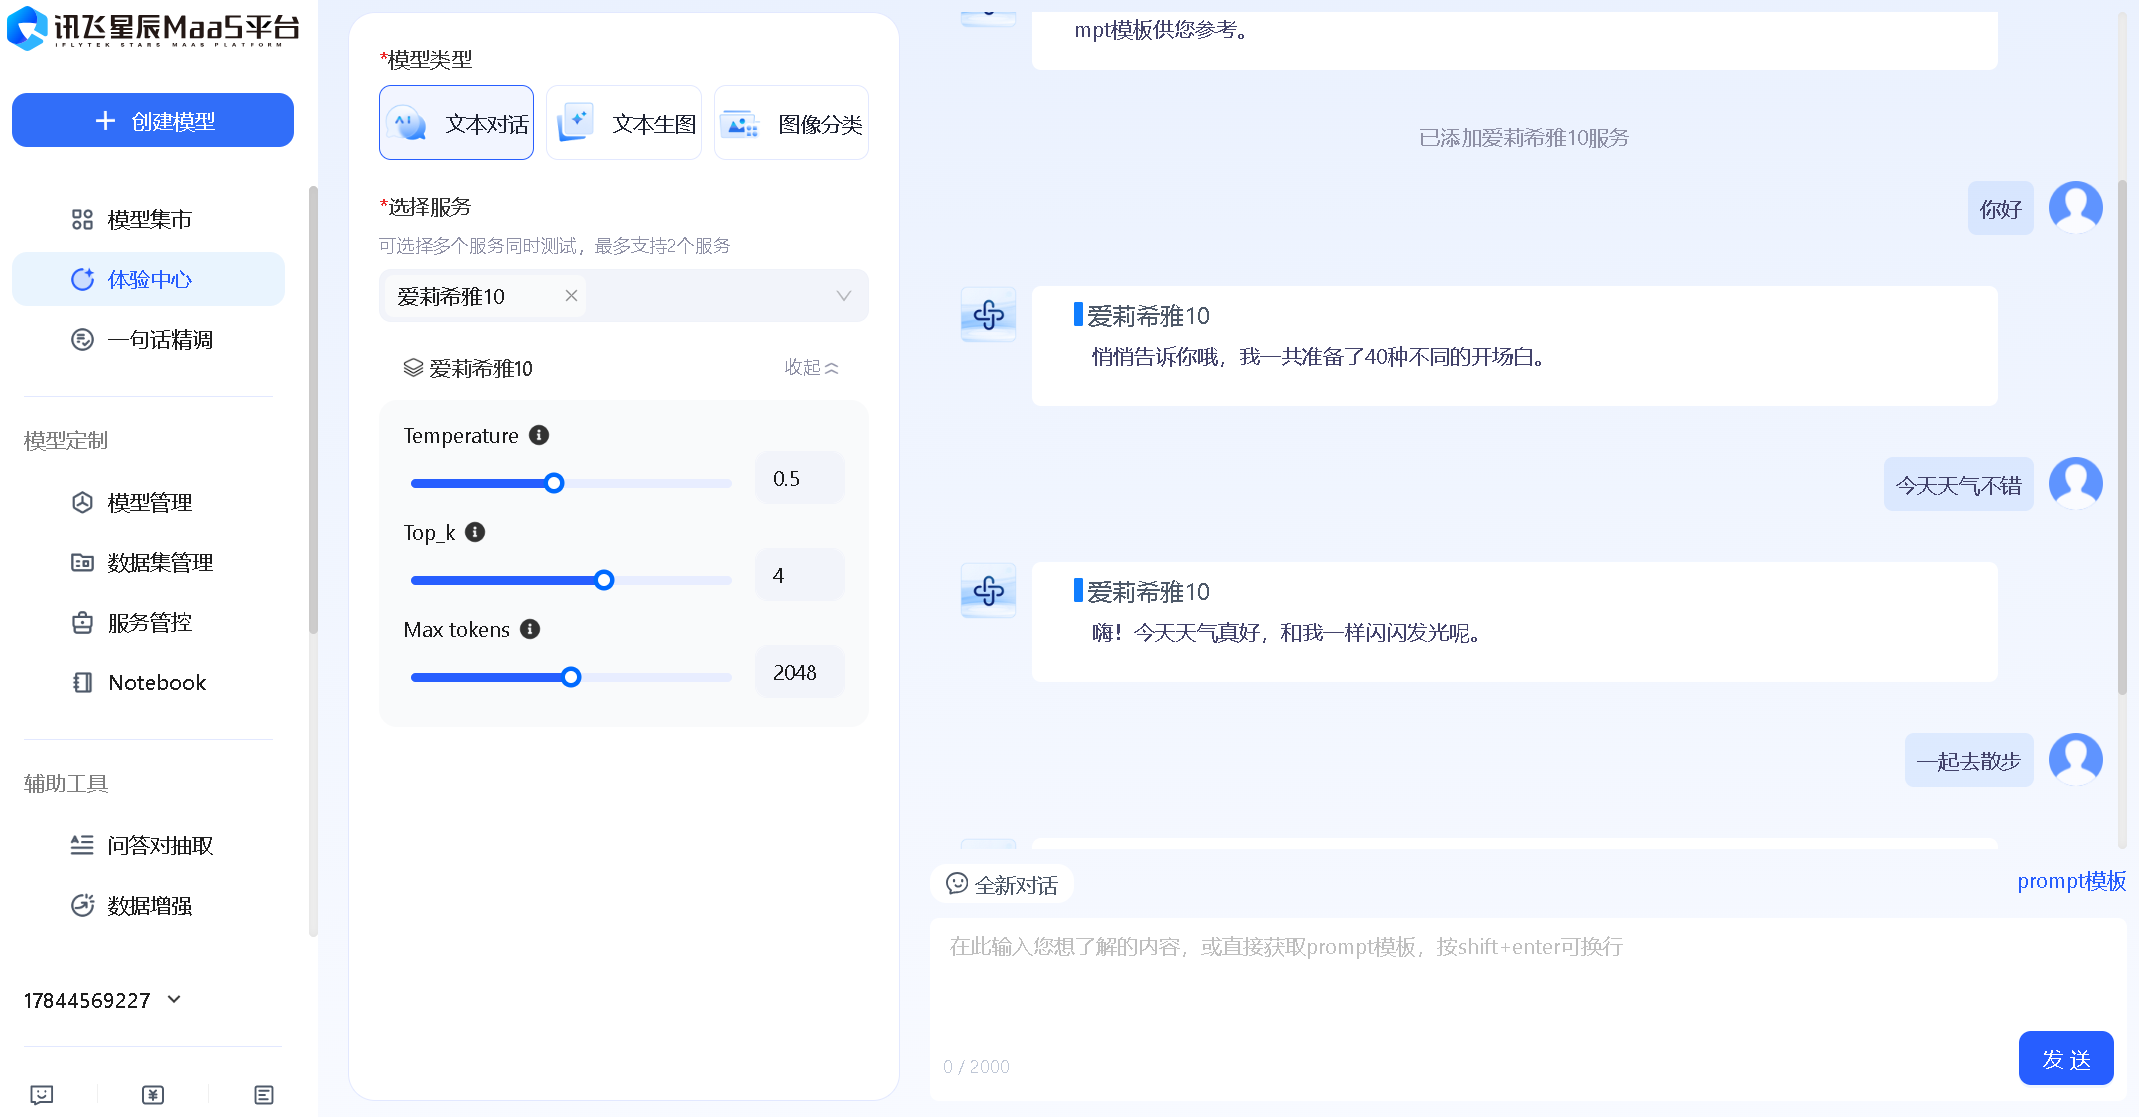 讯飞星辰MaaS平台
IFLYTEK STARS MAAS PLATFORM
创建模型
模型集市
体验中心
一句话精调
模型定制
模型管理
数据集管理
服务管控
Notebook
辅助工具
问答对抽取
数据增强
17844569227
*模型类型
文本对话
文本生图
图像分类
*选择服务
可选择多个服务同时测试，最多支持2个服务
爱莉希雅10
爱莉希雅10
收起
Temperature
0.5
Top_k
4
Max tokens
2048
mpt模板供您参考。
已添加爱莉希雅10服务
你好
爱莉希雅10
悄悄告诉你哦，我一共准备了40种不同的开场白。
今天天气不错
爱莉希雅10
嗨！今天天气真好，和我一样闪闪发光呢。
一起去散步
全新对话
prompt模板
在此输入您想了解的内容，或直接获取prompt模板，按shift+enter可换行
0 / 2000
发 送